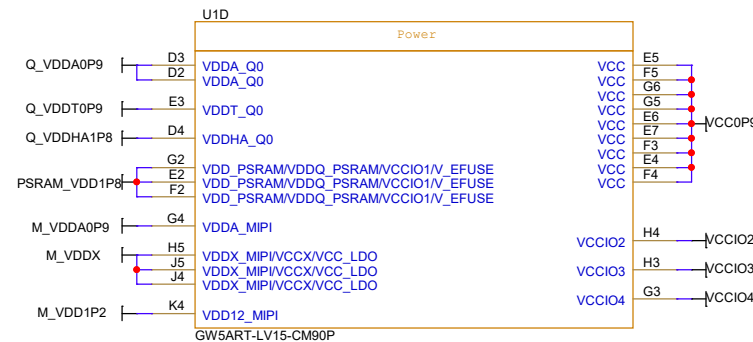 U1D
Power
Q_VDDA0P9 D3 VDDA_Q0 VCC E5
D2 VDDA_Q0 VCC F5
VCC G6
Q_VDDT0P9 E3 VDDT_Q0 VCC G5
VCC E6 VCC0P9
Q_VDDHA1P8 D4 VDDHA_Q0 VCC E7
VCC F3
G2 VDD_PSRAM/VDDQ_PSRAM/VCCIO1/V_EFUSE VCC E4
PSRAM_VDD1P8 E2 VDD_PSRAM/VDDQ_PSRAM/VCCIO1/V_EFUSE VCC F4
F2 VDD_PSRAM/VDDQ_PSRAM/VCCIO1/V_EFUSE
M_VDDA0P9 G4 VDDA_MIPI
VCCIO2 H4 VCCIO2
M_VDDX H5 VDDX_MIPI/VCCX/VCC_LDO
J5 VDDX_MIPI/VCCX/VCC_LDO VCCIO3 H3 VCCIO3
J4 VDDX_MIPI/VCCX/VCC_LDO
VCCIO4 G3 VCCIO4
M_VDD1P2 K4 VDD12_MIPI
GW5ART-LV15-CM90P